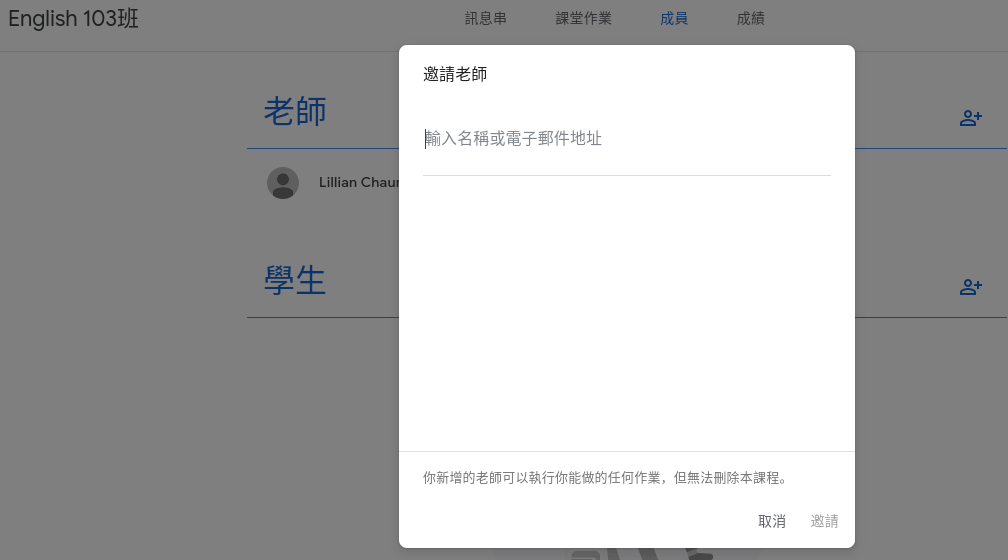 English 103班
訊息串
課堂作業
成員
成績
邀請老師
老師
輸入名稱或電子郵件地址
Lillian
學生
你新增的老師可以執行你能做的任何作業，但無法刪除本課程。
取消
邀請